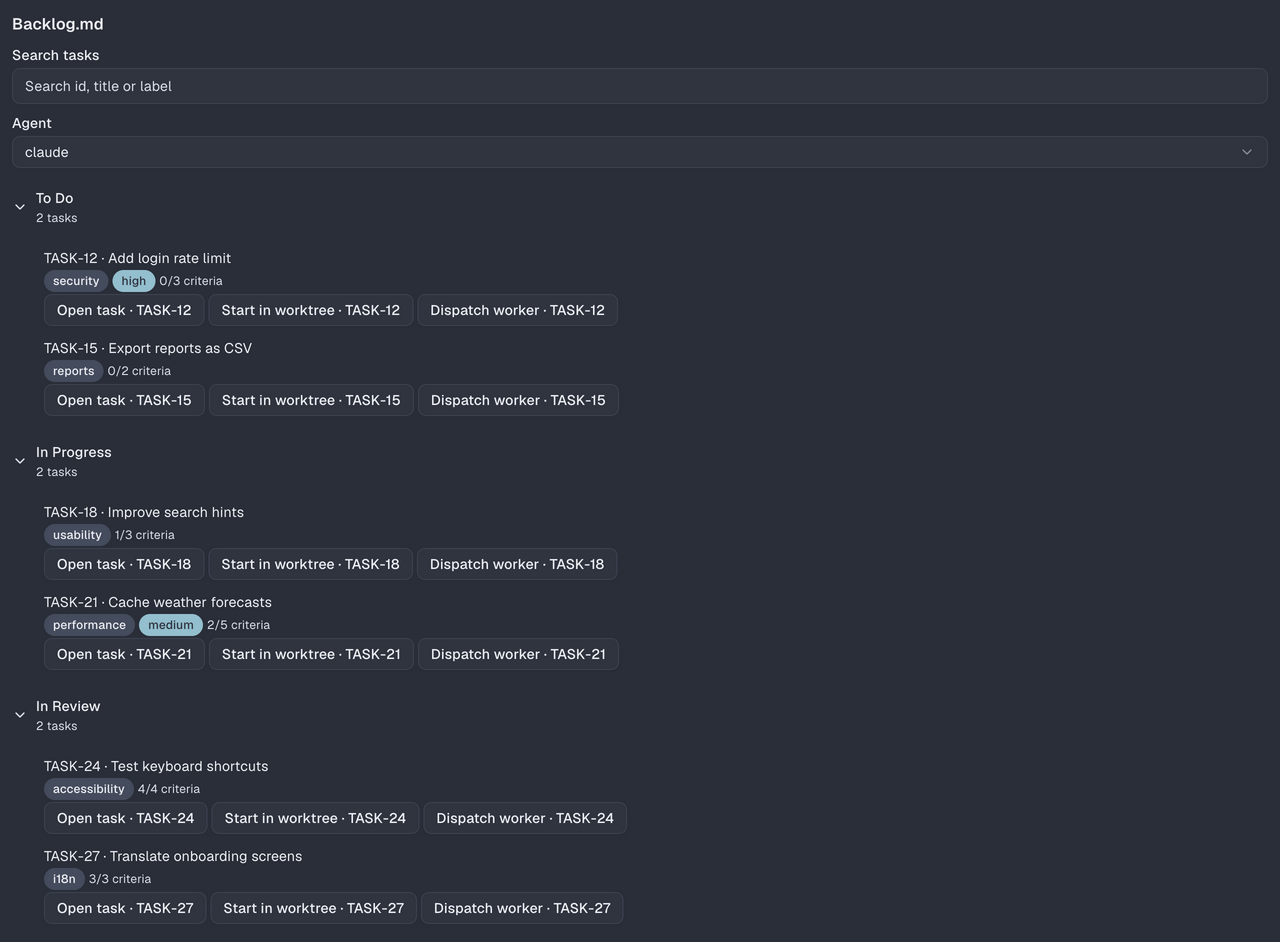 Backlog.md
Search tasks
Search id, title or label
Agent
claude
To Do
2 tasks
TASK-12 · Add login rate limit
security high 0/3 criteria
Open task · TASK-12 Start in worktree · TASK-12 Dispatch worker · TASK-12
TASK-15 · Export reports as CSV
reports 0/2 criteria
Open task · TASK-15 Start in worktree · TASK-15 Dispatch worker · TASK-15
In Progress
2 tasks
TASK-18 · Improve search hints
usability 1/3 criteria
Open task · TASK-18 Start in worktree · TASK-18 Dispatch worker · TASK-18
TASK-21 · Cache weather forecasts
performance medium 2/5 criteria
Open task · TASK-21 Start in worktree · TASK-21 Dispatch worker · TASK-21
In Review
2 tasks
TASK-24 · Test keyboard shortcuts
accessibility 4/4 criteria
Open task · TASK-24 Start in worktree · TASK-24 Dispatch worker · TASK-24
TASK-27 · Translate onboarding screens
i18n 3/3 criteria
Open task · TASK-27 Start in worktree · TASK-27 Dispatch worker · TASK-27